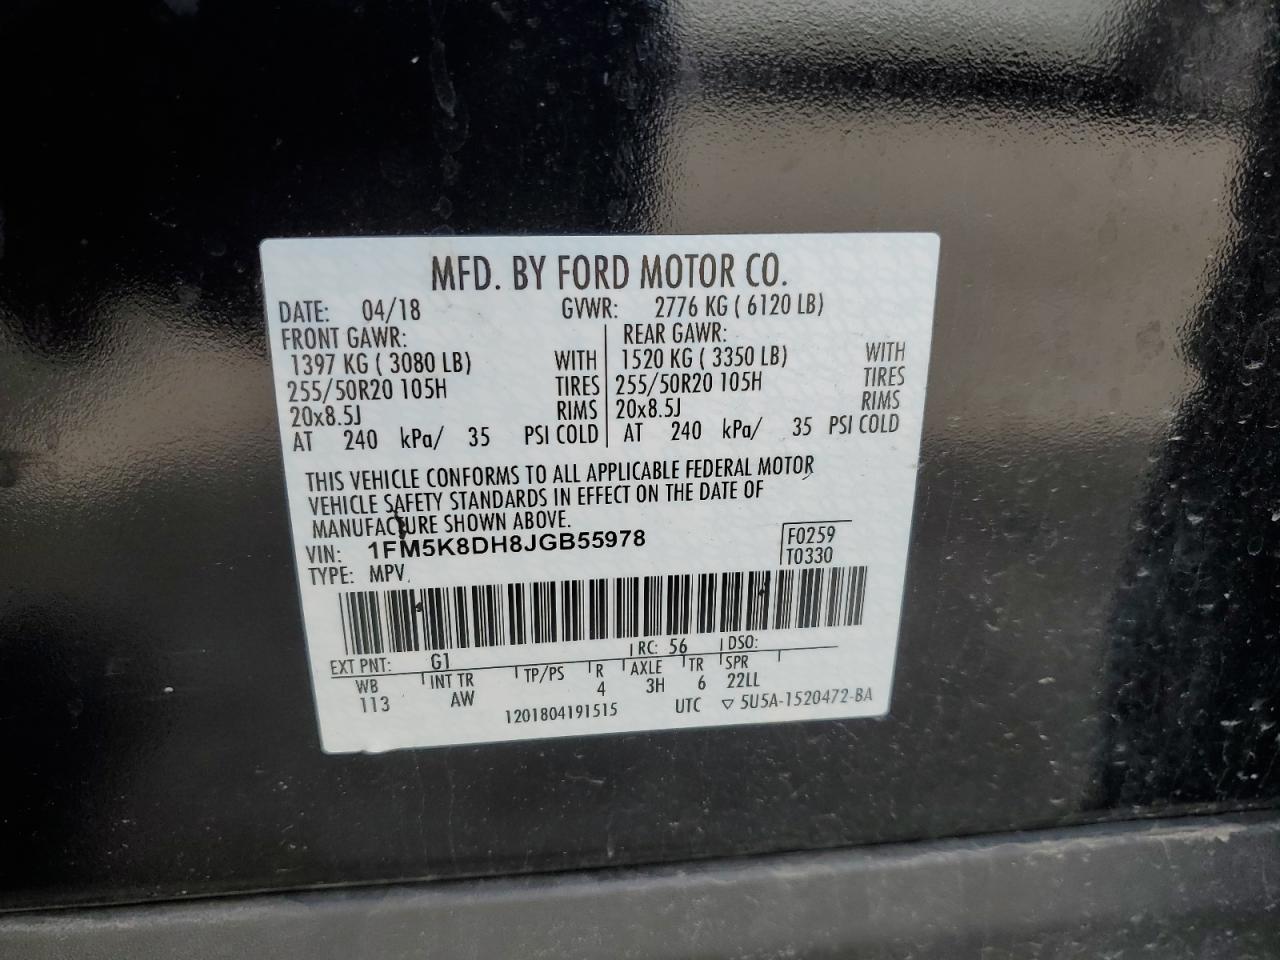 MFD. BY FORD MOTOR CO.
DATE: 04/18 GVWR: 2776 KG ( 6120 LB)
FRONT GAWR: REAR GAWR:
1397 KG ( 3080 LB) WITH 1520 KG ( 3350 LB) WITH
255/50R20 105H TIRES 255/50R20 105H TIRES
20x8.5J RIMS 20x8.5J RIMS
AT 240 kPa/ 35 PSI COLD AT 240 kPa/ 35 PSI COLD
THIS VEHICLE CONFORMS TO ALL APPLICABLE FEDERAL MOTOR
VEHICLE SAFETY STANDARDS IN EFFECT ON THE DATE OF
MANUFACTURE SHOWN ABOVE.
VIN: 1FM5K8DH8JGB55978 F0259
TYPE: MPV T0330
EXT PNT: G1 RC: 56 DSO:
WB INT TR TP/PS R AXLE TR SPR
113 AW 4 3H 6 22LL
1201804191515 UTC ▽ 5U5A-1520472-BA